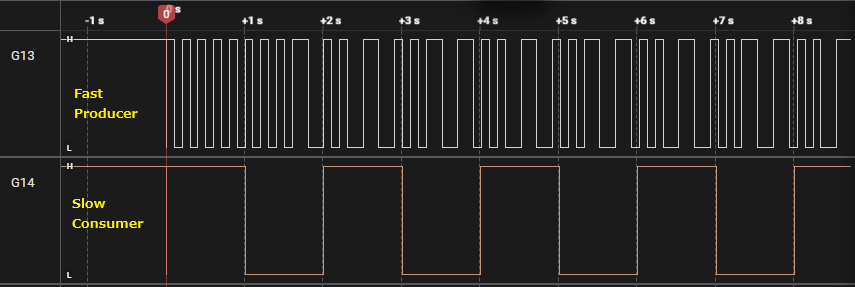 -1 s 0 s +1 s +2 s +3 s +4 s +5 s +6 s +7 s +8 s
G13 H
Fast
Producer
L
G14 H
Slow
Consumer
L